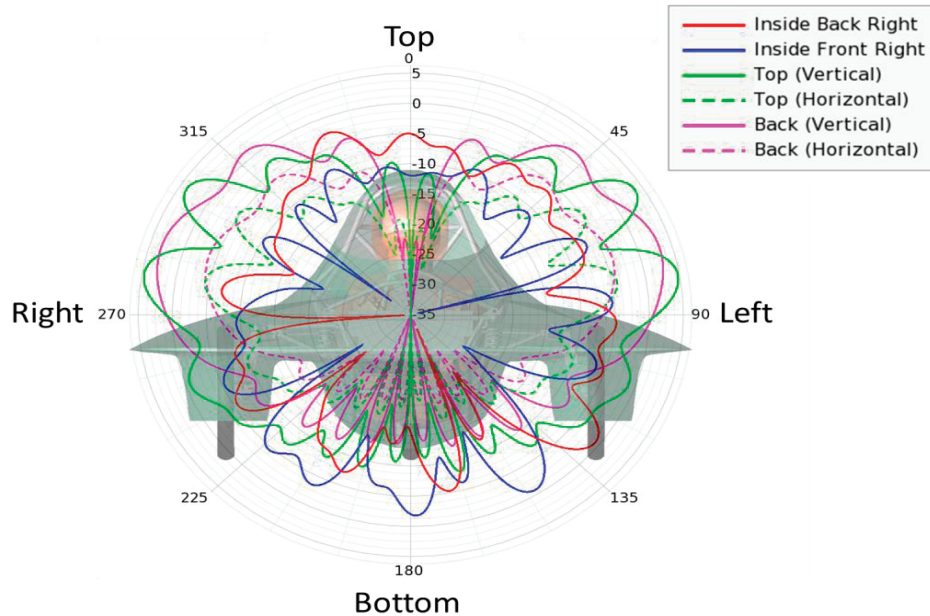 Inside Back Right
Inside Front Right
Top (Vertical)
Top (Horizontal)
Back (Vertical)
Back (Horizontal)
Top
0
5
0
-5
-10
-15
-20
-25
-30
-35
315
45
Right
270
90
Left
225
135
180
Bottom